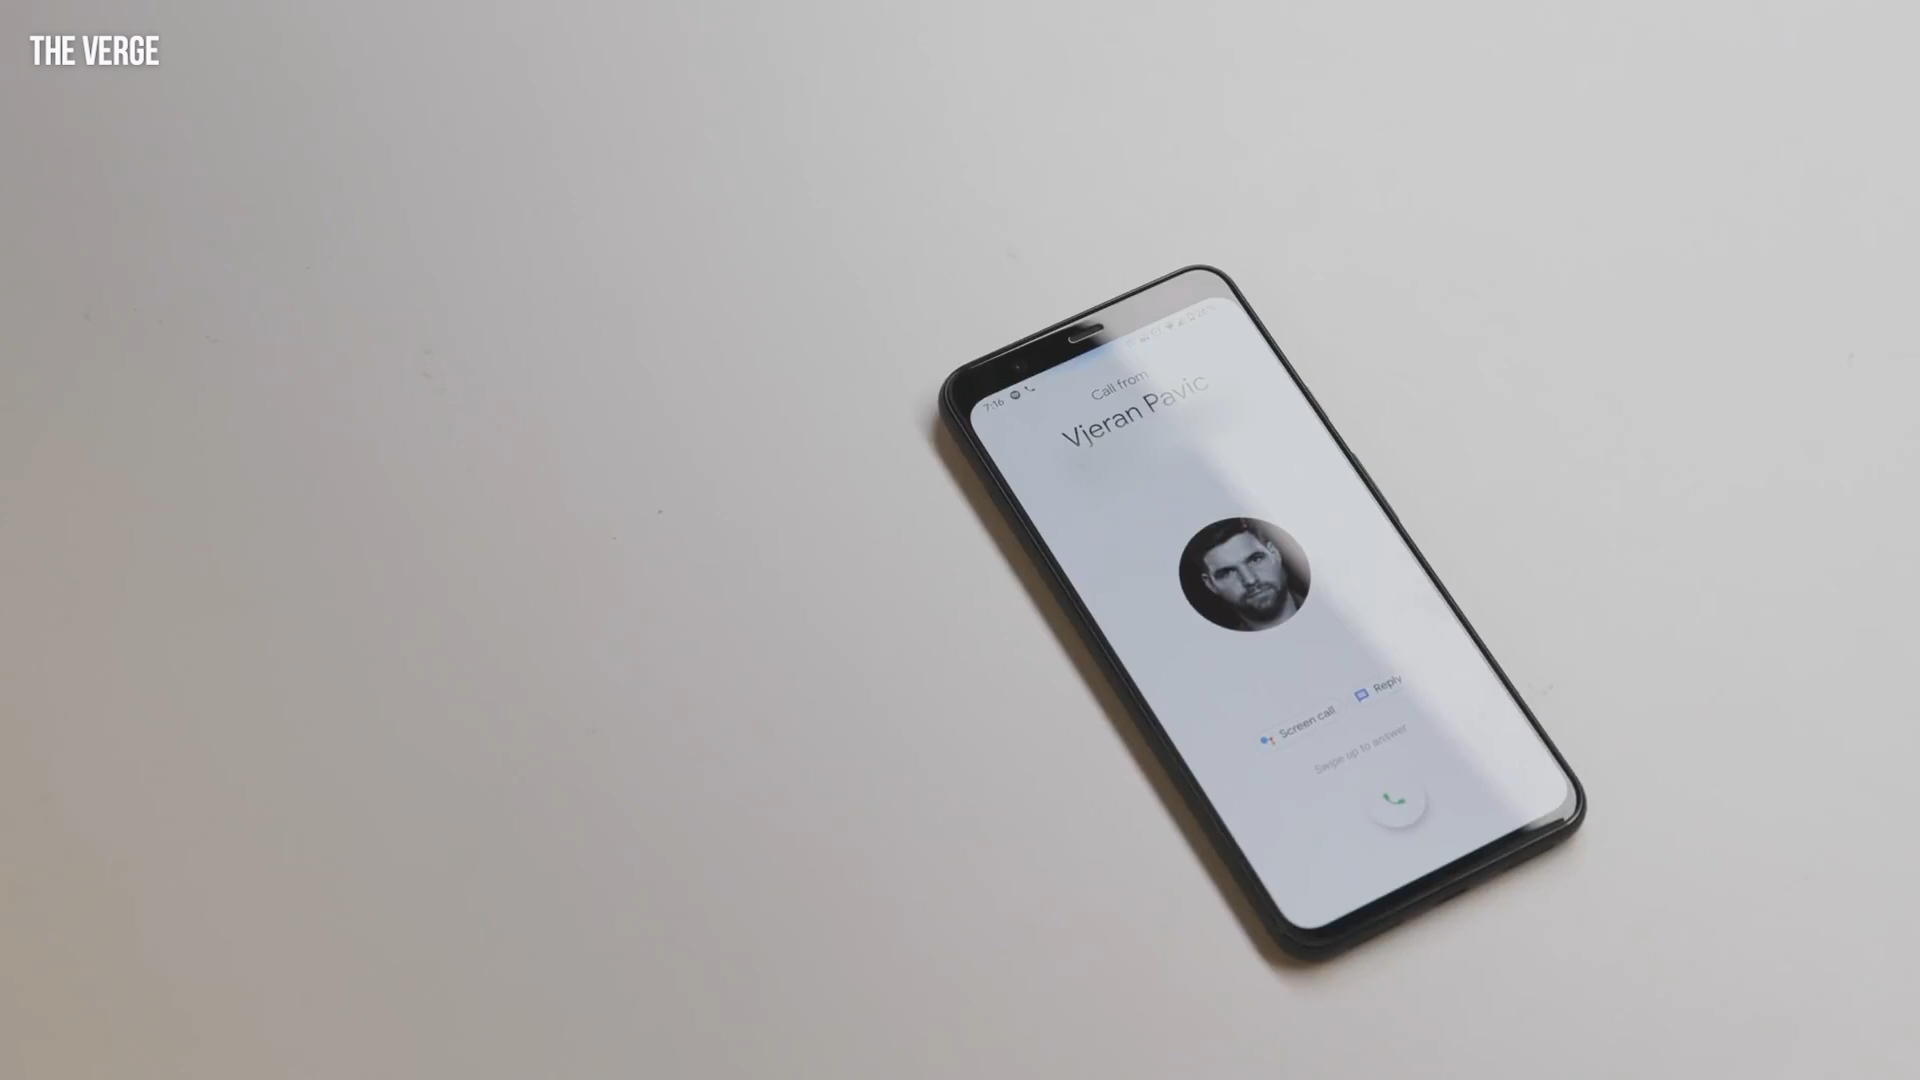 THE VERGE
7:16
Call from
Vjeran Pavic
Screen call
Reply
Swipe up to answer